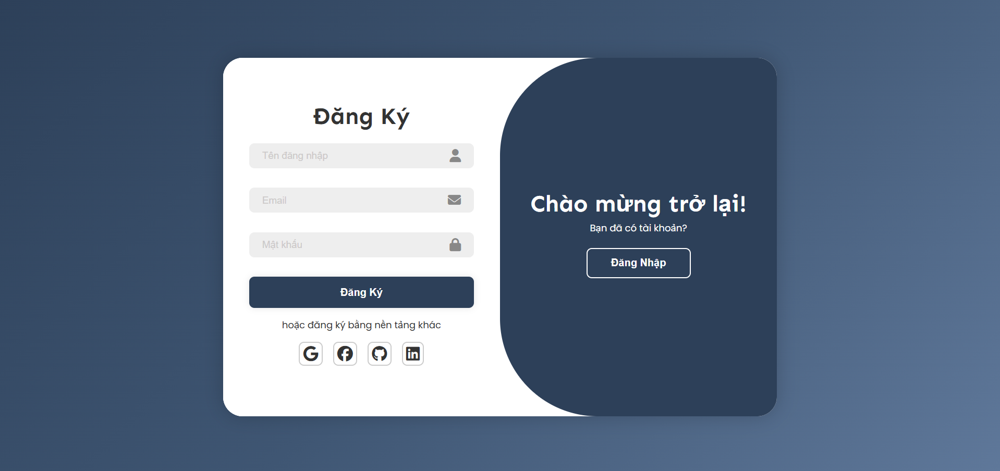 Đăng Ký
Tên đăng nhập
Email
Mật khẩu
Đăng Ký
hoặc đăng ký bằng nền tảng khác
Chào mừng trở lại!
Bạn đã có tài khoản?
Đăng Nhập